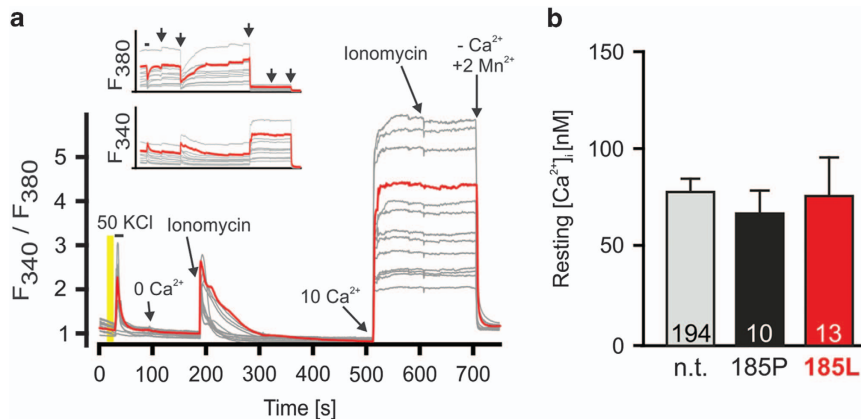 a
b
F380
F340
Ionomycin
- Ca²⁺
+2 Mn²⁺
F340 / F380
5
4
3
2
1
50 KCl
Ionomycin
0 Ca²⁺
10 Ca²⁺
0
100
200
300
400
500
600
700
Time [s]
Resting [Ca²⁺]i [nM]
150
100
50
0
194
10
13
n.t.
185P
185L